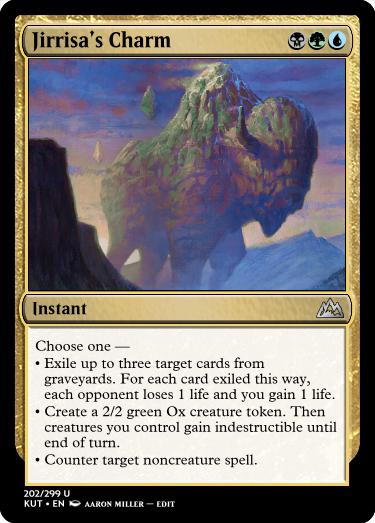 Jirrisa's Charm
Instant
Choose one —
• Exile up to three target cards from
graveyards. For each card exiled this way,
each opponent loses 1 life and you gain 1 life.
• Create a 2/2 green Ox creature token. Then
creatures you control gain indestructible until
end of turn.
• Counter target noncreature spell.
202/299 U
KUT • EN AARON MILLER — EDIT